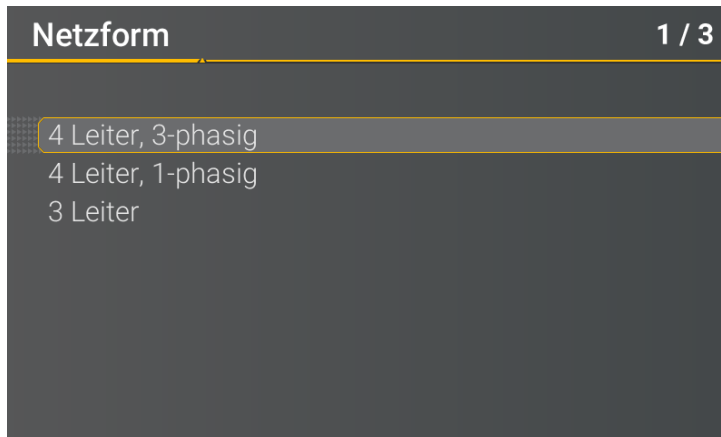 Netzform
1 / 3
4 Leiter, 3-phasig
4 Leiter, 1-phasig
3 Leiter